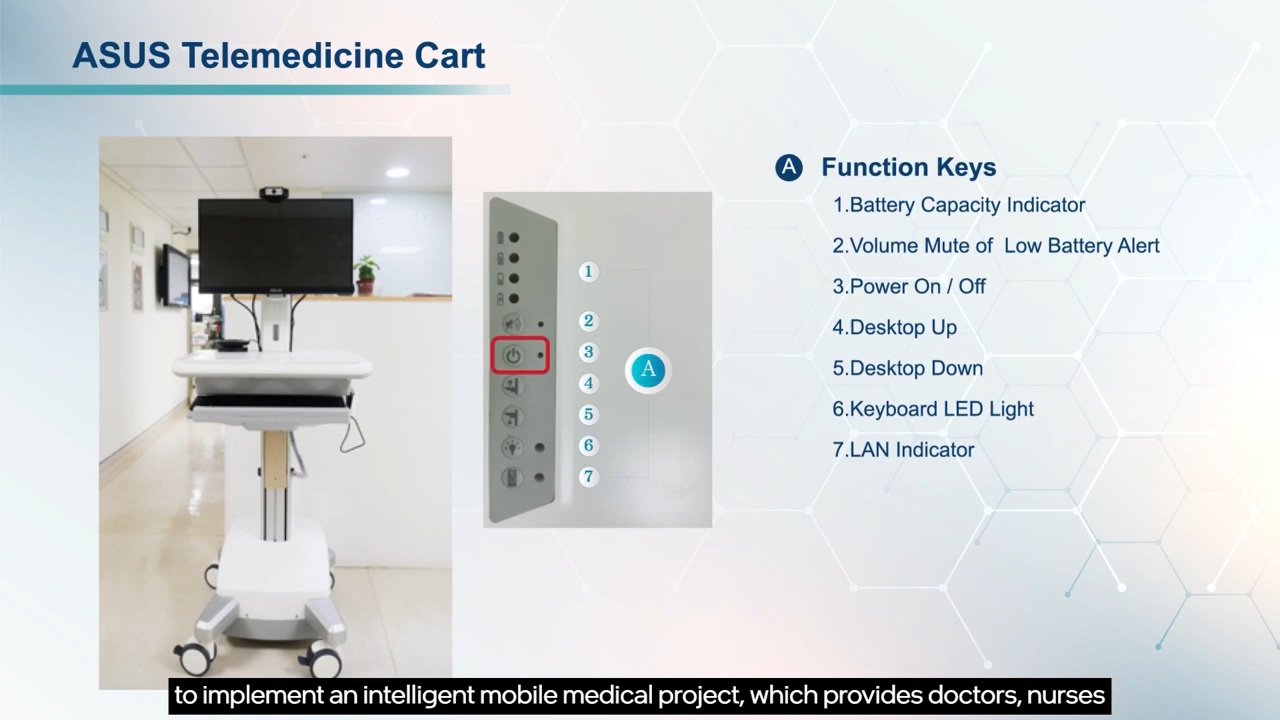 ASUS Telemedicine Cart
A Function Keys
1.Battery Capacity Indicator
2.Volume Mute of Low Battery Alert
3.Power On / Off
4.Desktop Up
5.Desktop Down
6.Keyboard LED Light
7.LAN Indicator
1
2
3
4
5
6
7
A
to implement an intelligent mobile medical project, which provides doctors, nurses